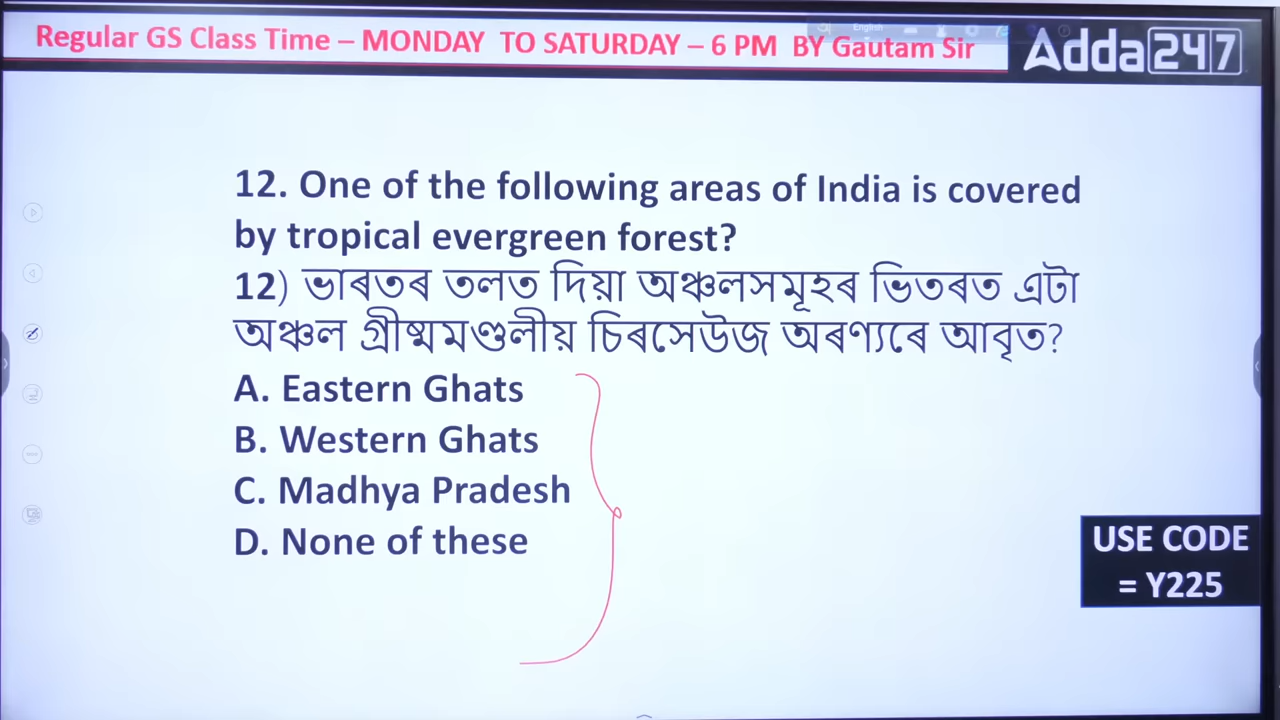 Regular GS Class Time – MONDAY TO SATURDAY – 6 PM BY Gautam Sir
Adda247
English
12. One of the following areas of India is covered
by tropical evergreen forest?
12) ভাৰতৰ তলত দিয়া অঞ্চলসমূহৰ ভিতৰত এটা
অঞ্চল গ্ৰীষ্মমণ্ডলীয় চিৰসেউজ অৰণ্যৰে আবৃত?
A. Eastern Ghats
B. Western Ghats
C. Madhya Pradesh
D. None of these
USE CODE
= Y225